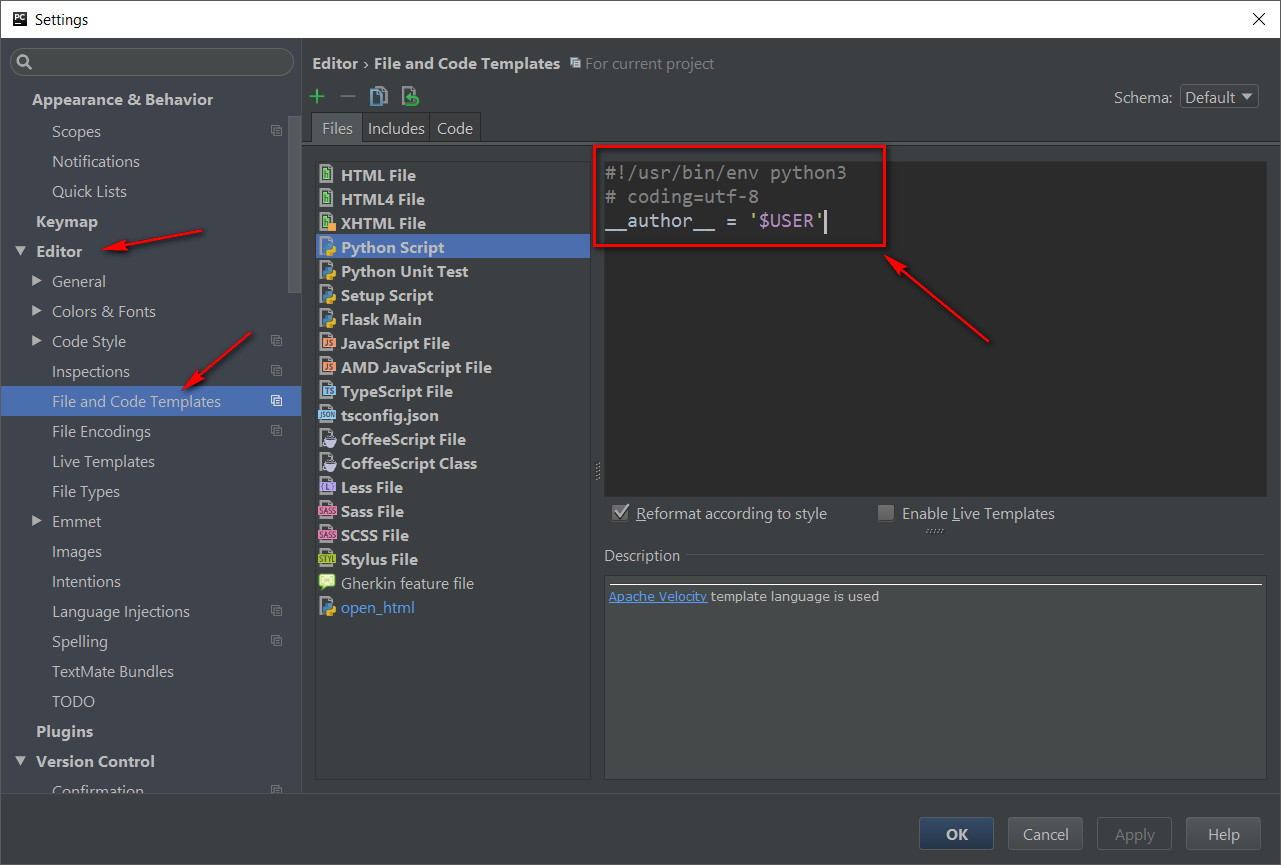 PC
Settings
Appearance & Behavior
Scopes
Notifications
Quick Lists
Keymap
Editor
General
Colors & Fonts
Code Style
Inspections
File and Code Templates
File Encodings
Live Templates
File Types
Emmet
Images
Intentions
Language Injections
Spelling
TextMate Bundles
TODO
Plugins
Version Control
Confirmation
Editor › File and Code Templates
For current project
Schema: Default
Files
Includes
Code
HTML File
HTML4 File
XHTML File
Python Script
Python Unit Test
Setup Script
Flask Main
JavaScript File
AMD JavaScript File
TypeScript File
tsconfig.json
CoffeeScript File
CoffeeScript Class
Less File
Sass File
SCSS File
Stylus File
Gherkin feature file
open_html
#!/usr/bin/env python3
# coding=utf-8
__author__ = '$USER'
Reformat according to style
Enable Live Templates
Description
Apache Velocity template language is used
OK
Cancel
Apply
Help